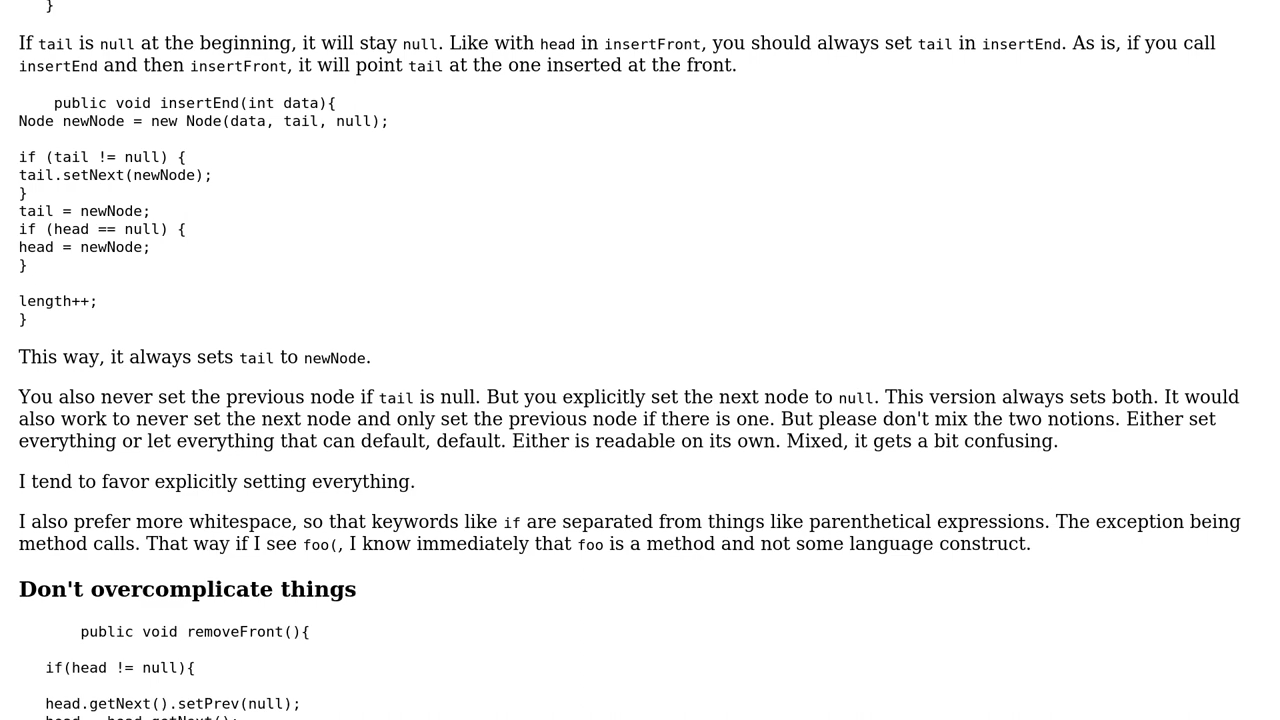 }
If tail is null at the beginning, it will stay null. Like with head in insertFront, you should always set tail in insertEnd. As is, if you call
insertEnd and then insertFront, it will point tail at the one inserted at the front.
public void insertEnd(int data){
Node newNode = new Node(data, tail, null);
if (tail != null) {
tail.setNext(newNode);
}
tail = newNode;
if (head == null) {
head = newNode;
}
length++;
}
This way, it always sets tail to newNode.
You also never set the previous node if tail is null. But you explicitly set the next node to null. This version always sets both. It would
also work to never set the next node and only set the previous node if there is one. But please don't mix the two notions. Either set
everything or let everything that can default, default. Either is readable on its own. Mixed, it gets a bit confusing.
I tend to favor explicitly setting everything.
I also prefer more whitespace, so that keywords like if are separated from things like parenthetical expressions. The exception being
method calls. That way if I see foo(, I know immediately that foo is a method and not some language construct.
Don't overcomplicate things
public void removeFront(){
if(head != null){
head.getNext().setPrev(null);
head = head.getNext();